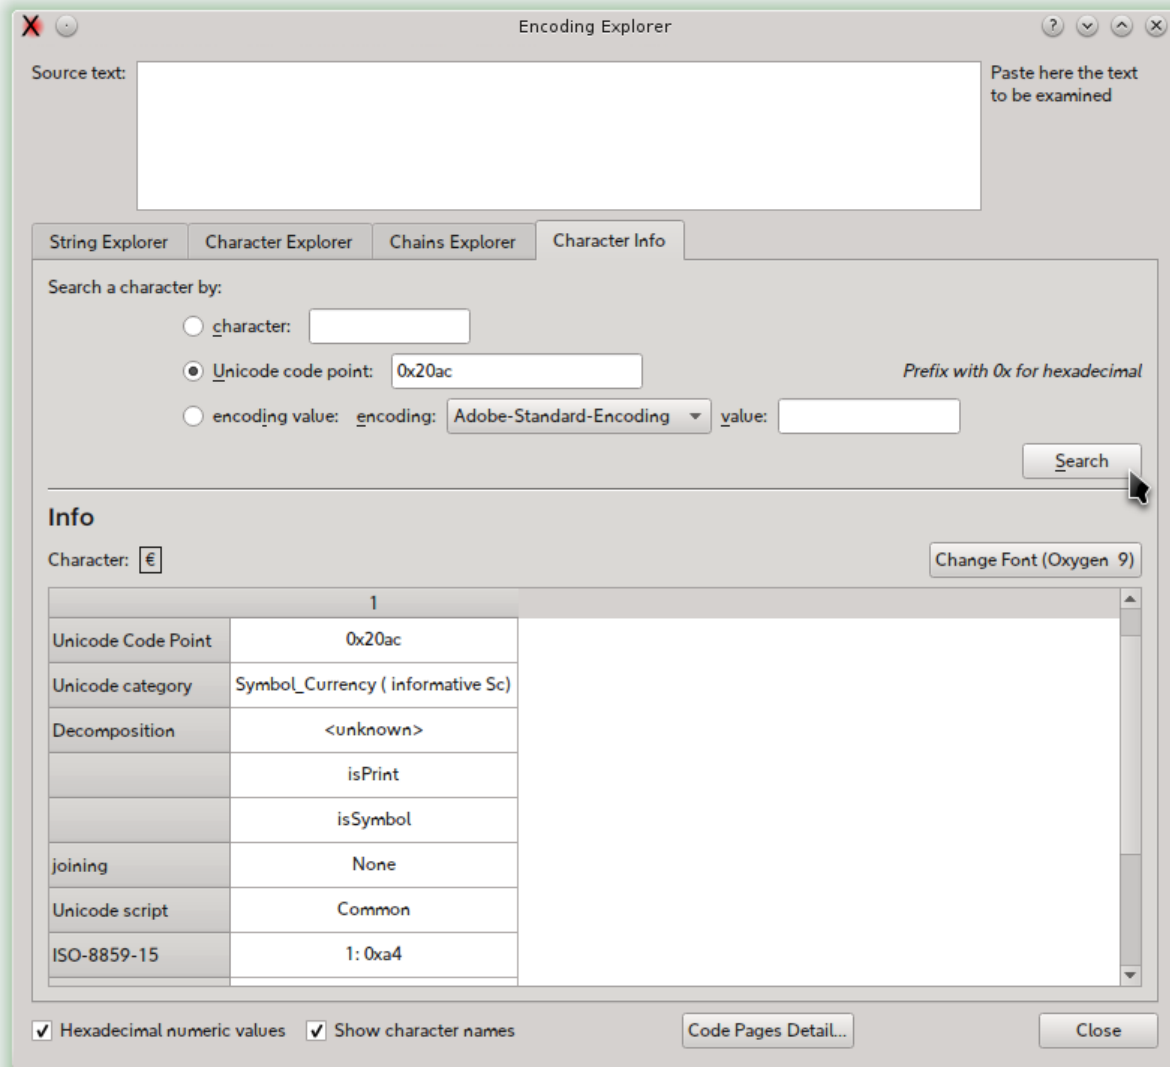 Encoding Explorer
Source text:
Paste here the text
to be examined
String Explorer
Character Explorer
Chains Explorer
Character Info
Search a character by:
character:
Unicode code point: 0x20ac Prefix with 0x for hexadecimal
encoding value: encoding: Adobe-Standard-Encoding value:
Search
Info
Character: €
Change Font (Oxygen 9)
1
Unicode Code Point 0x20ac
Unicode category Symbol_Currency ( informative Sc)
Decomposition <unknown>
isPrint
isSymbol
joining None
Unicode script Common
ISO-8859-15 1: 0xa4
Hexadecimal numeric values Show character names Code Pages Detail... Close